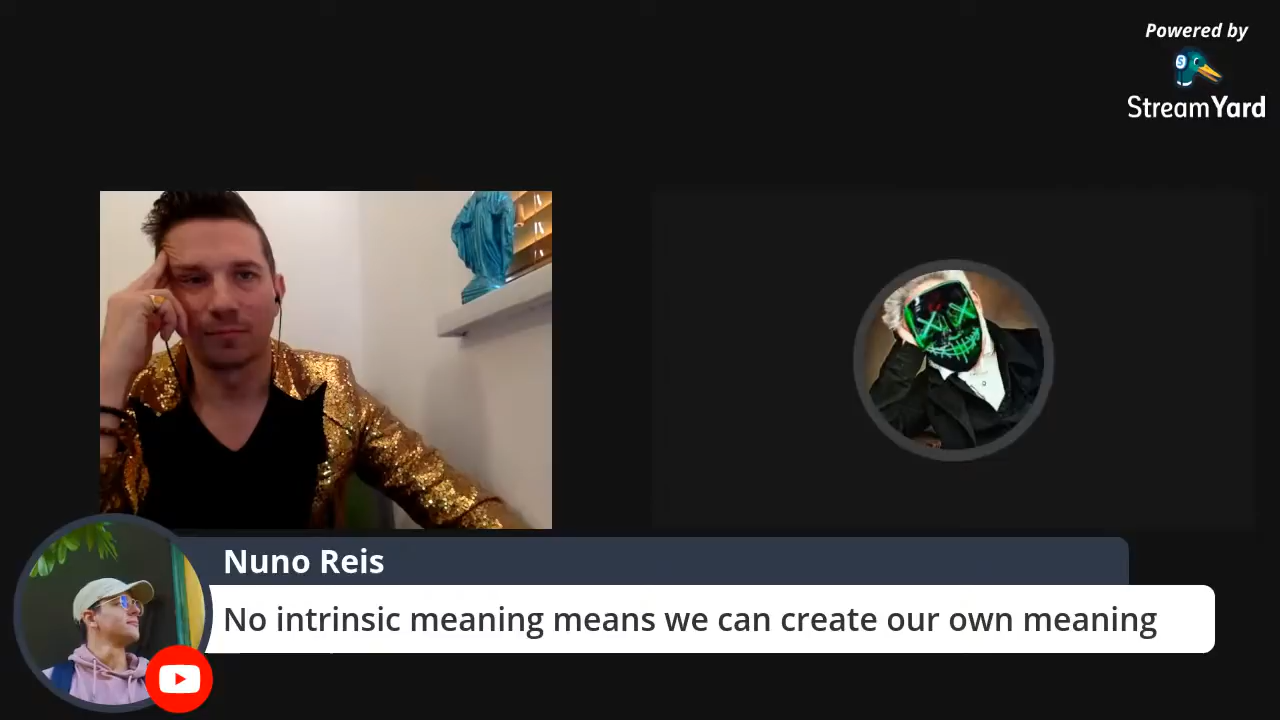 Powered by
StreamYard
Nuno Reis
No intrinsic meaning means we can create our own meaning